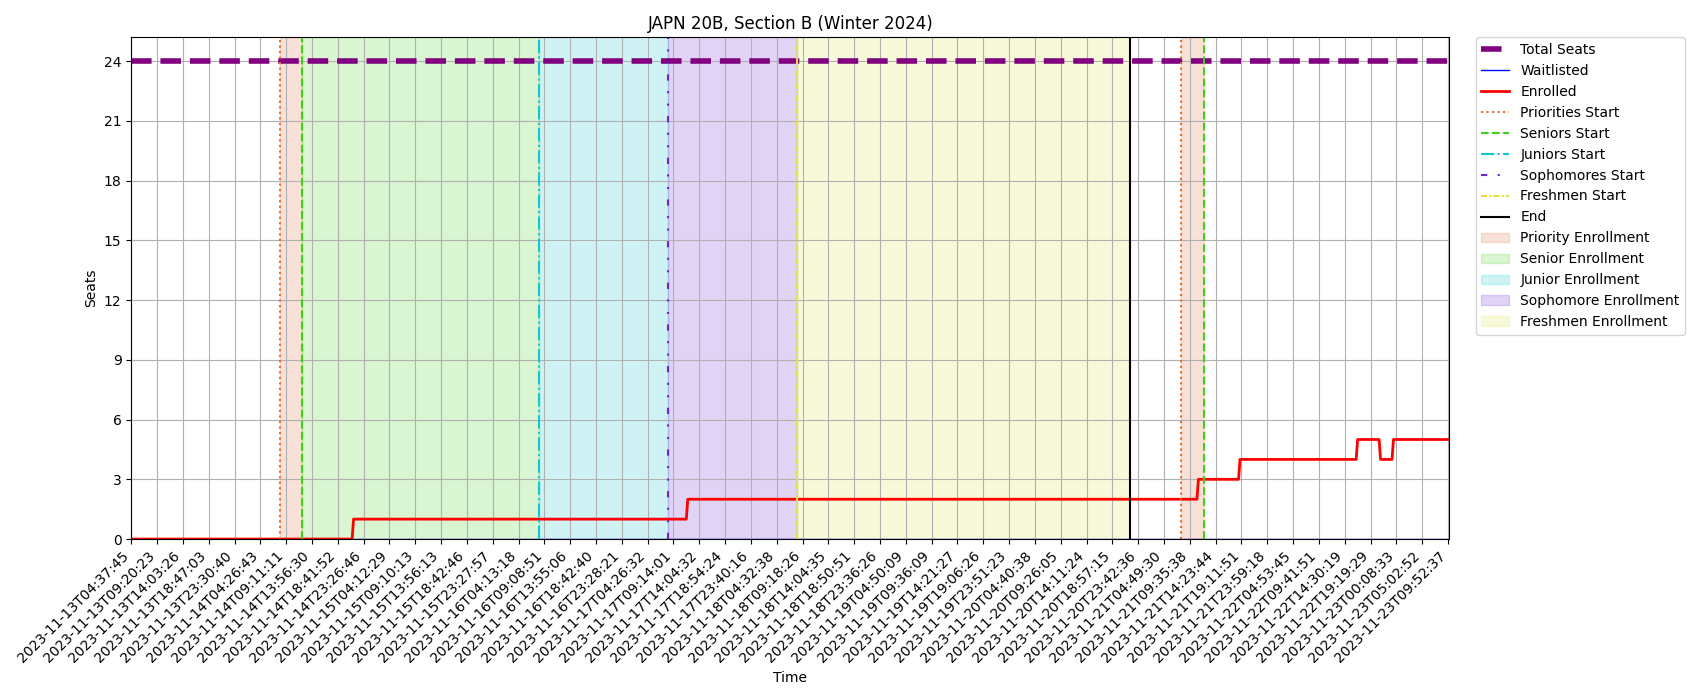 JAPN 20B, Section B (Winter 2024)
Seats
24
21
18
15
12
9
6
3
0
2023-11-13T04:37:45
2023-11-13T09:20:23
2023-11-13T14:03:26
2023-11-13T18:47:03
2023-11-13T23:30:40
2023-11-14T04:26:43
2023-11-14T09:11:11
2023-11-14T13:56:30
2023-11-14T18:41:52
2023-11-14T23:26:46
2023-11-15T04:12:29
2023-11-15T09:10:13
2023-11-15T13:56:13
2023-11-15T18:42:46
2023-11-15T23:27:57
2023-11-16T04:13:18
2023-11-16T09:08:51
2023-11-16T13:55:06
2023-11-16T18:42:40
2023-11-16T23:28:21
2023-11-17T04:26:32
2023-11-17T09:14:01
2023-11-17T14:04:32
2023-11-17T18:54:24
2023-11-17T23:40:16
2023-11-18T04:32:38
2023-11-18T09:18:26
2023-11-18T14:04:35
2023-11-18T18:50:51
2023-11-18T23:36:26
2023-11-19T04:50:09
2023-11-19T09:36:09
2023-11-19T14:21:27
2023-11-19T19:06:26
2023-11-19T23:51:23
2023-11-20T04:40:38
2023-11-20T09:26:05
2023-11-20T14:11:24
2023-11-20T18:57:15
2023-11-20T23:42:36
2023-11-21T04:49:30
2023-11-21T09:35:38
2023-11-21T14:23:44
2023-11-21T19:11:51
2023-11-21T23:59:18
2023-11-22T04:53:45
2023-11-22T09:41:51
2023-11-22T14:30:19
2023-11-22T19:19:29
2023-11-23T00:08:33
2023-11-23T05:02:52
2023-11-23T09:52:37
Time
Total Seats
Waitlisted
Enrolled
Priorities Start
Seniors Start
Juniors Start
Sophomores Start
Freshmen Start
End
Priority Enrollment
Senior Enrollment
Junior Enrollment
Sophomore Enrollment
Freshmen Enrollment